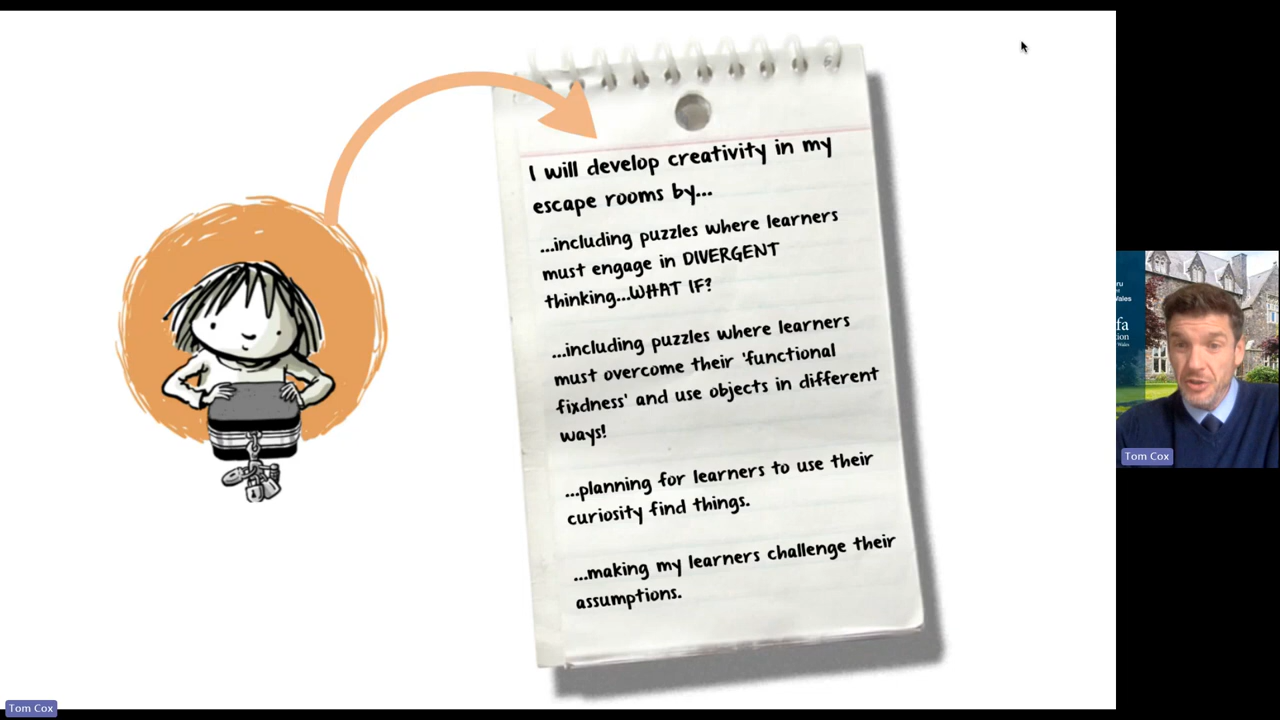 I will develop creativity in my
escape rooms by...
...including puzzles where learners
must engage in DIVERGENT
thinking...WHAT IF?
...including puzzles where learners
must overcome their 'functional
fixdness' and use objects in different
ways!
...planning for learners to use their
curiosity find things.
...making my learners challenge their
assumptions.
Tom Cox
Tom Cox